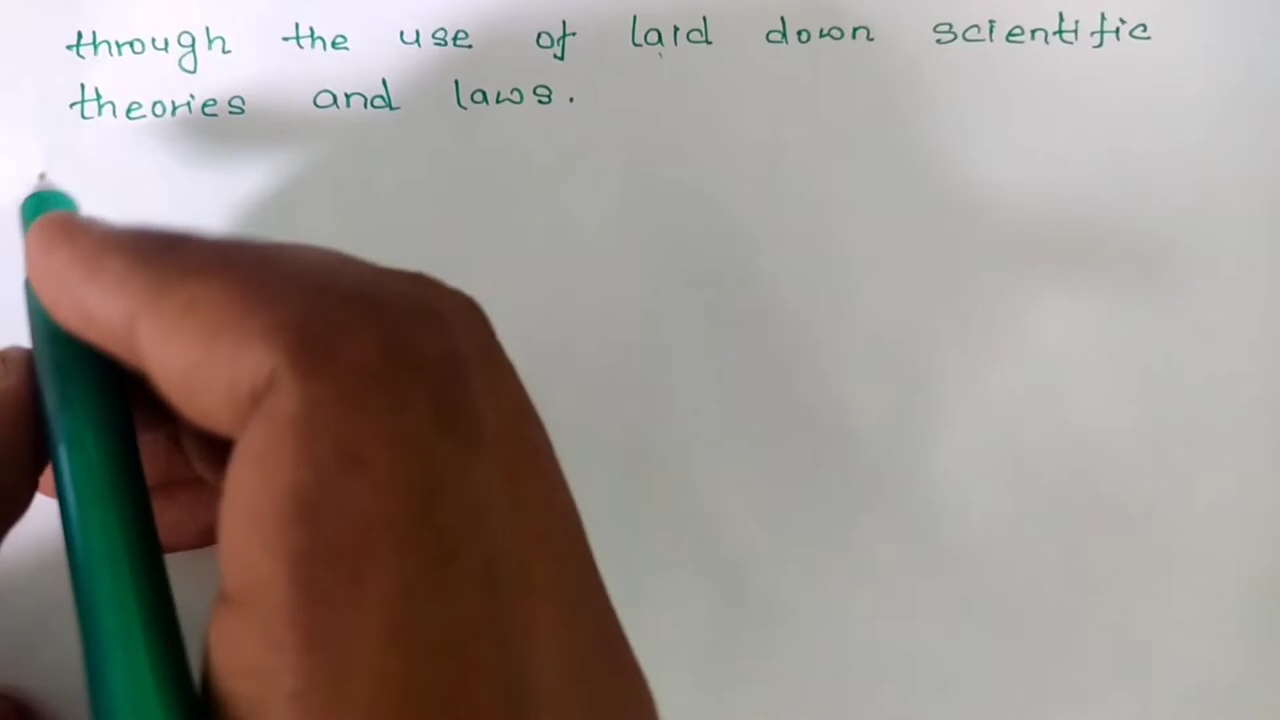 through the use of laid down scientific
theories and laws.